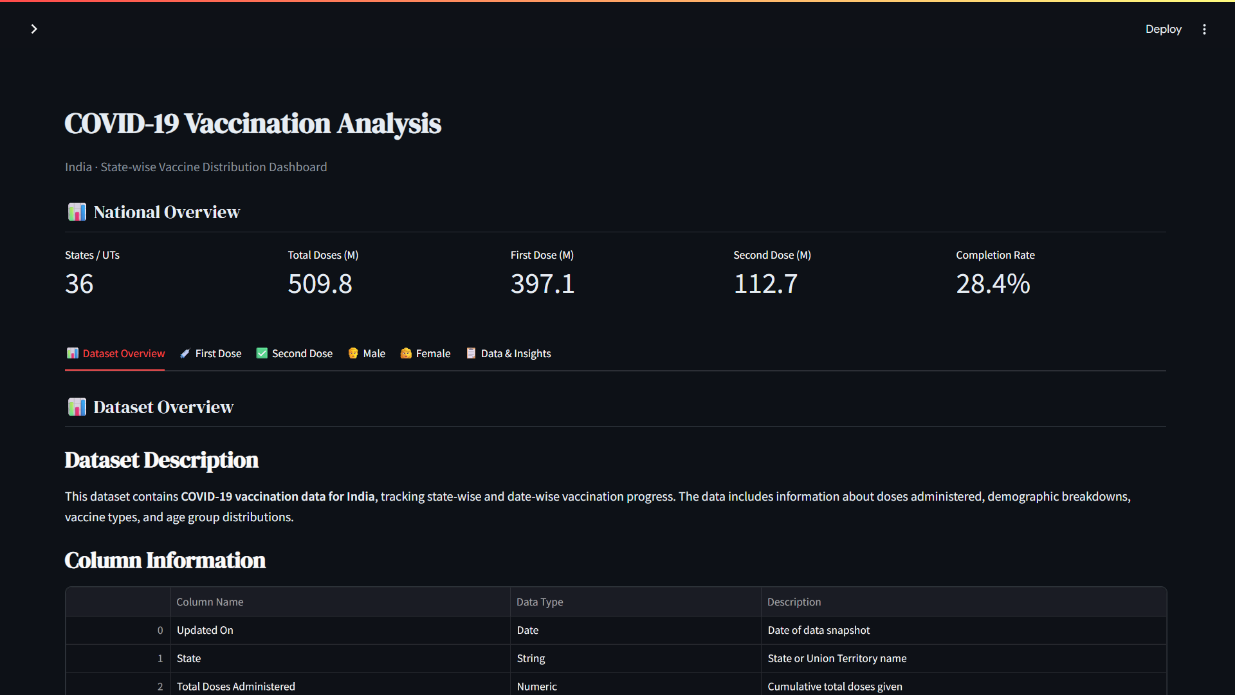 Deploy
COVID-19 Vaccination Analysis
India · State-wise Vaccine Distribution Dashboard
National Overview
States / UTs Total Doses (M) First Dose (M) Second Dose (M) Completion Rate
36 509.8 397.1 112.7 28.4%
Dataset Overview First Dose Second Dose Male Female Data & Insights
Dataset Overview
Dataset Description
This dataset contains COVID-19 vaccination data for India, tracking state-wise and date-wise vaccination progress. The data includes information about doses administered, demographic breakdowns,
vaccine types, and age group distributions.
Column Information
Column Name Data Type Description
0 Updated On Date Date of data snapshot
1 State String State or Union Territory name
2 Total Doses Administered Numeric Cumulative total doses given